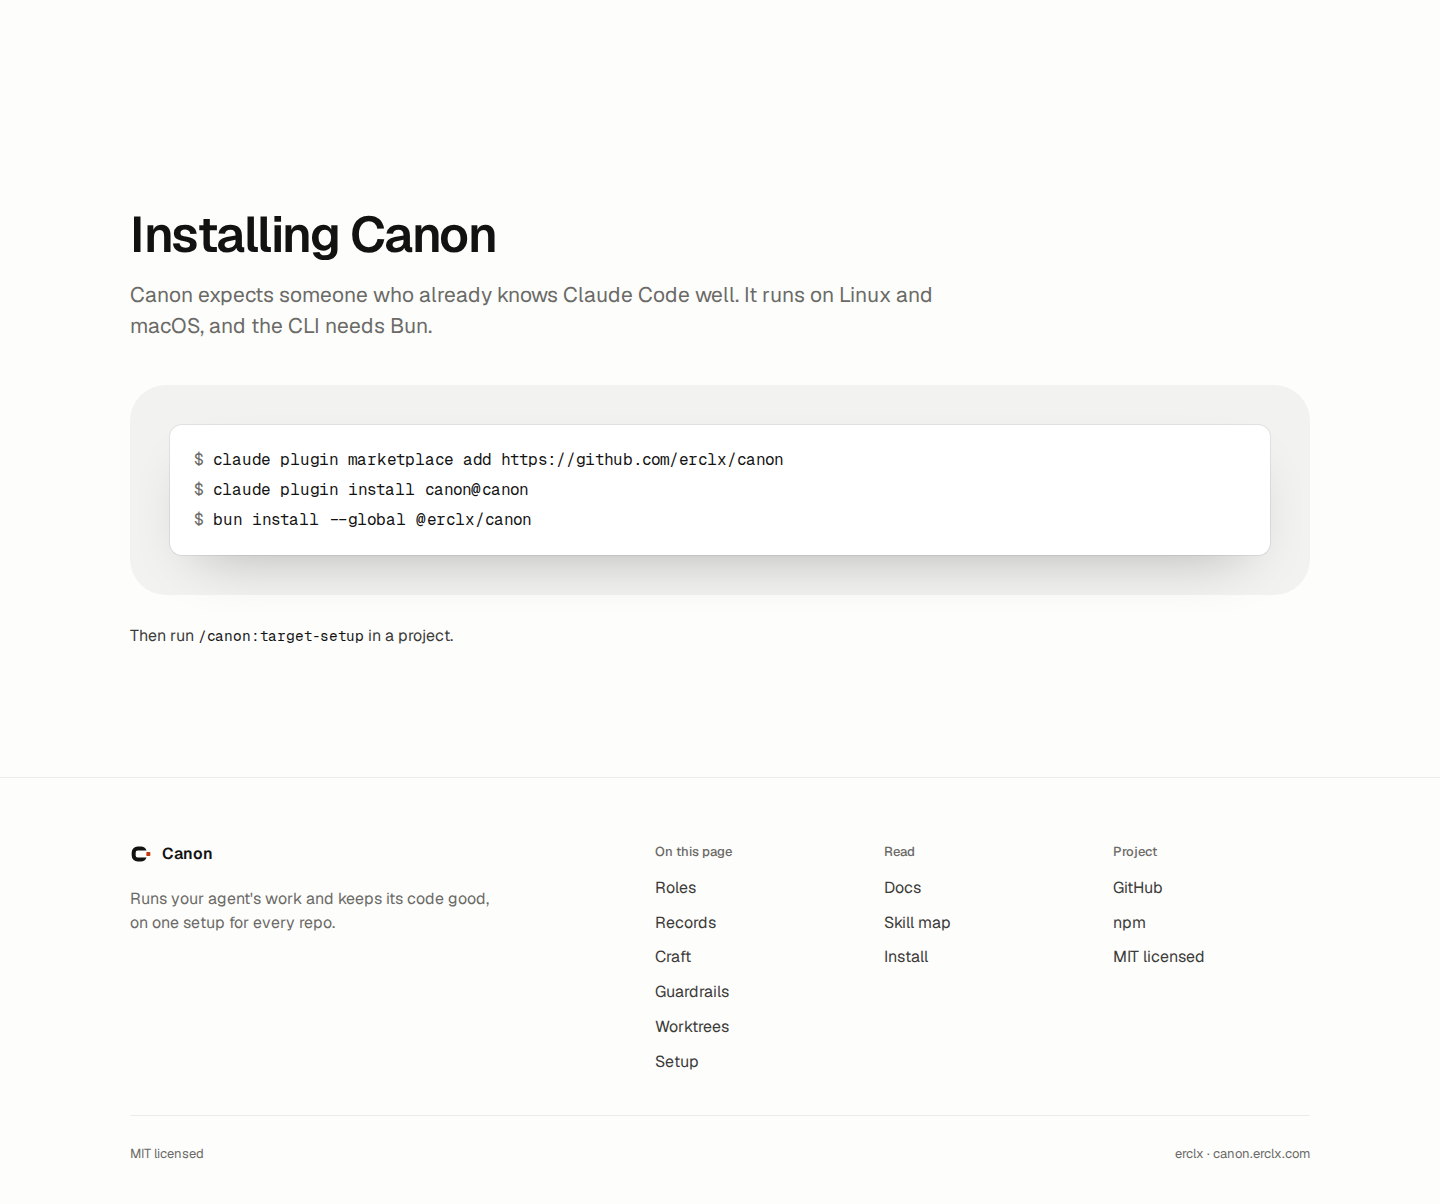 Installing Canon
Canon expects someone who already knows Claude Code well. It runs on Linux and
macOS, and the CLI needs Bun.
$ claude plugin marketplace add https://github.com/erclx/canon
$ claude plugin install canon@canon
$ bun install --global @erclx/canon
Then run /canon:target-setup in a project.
Canon
Runs your agent's work and keeps its code good,
on one setup for every repo.
On this page
Roles
Records
Craft
Guardrails
Worktrees
Setup
Read
Docs
Skill map
Install
Project
GitHub
npm
MIT licensed
MIT licensed
erclx · canon.erclx.com